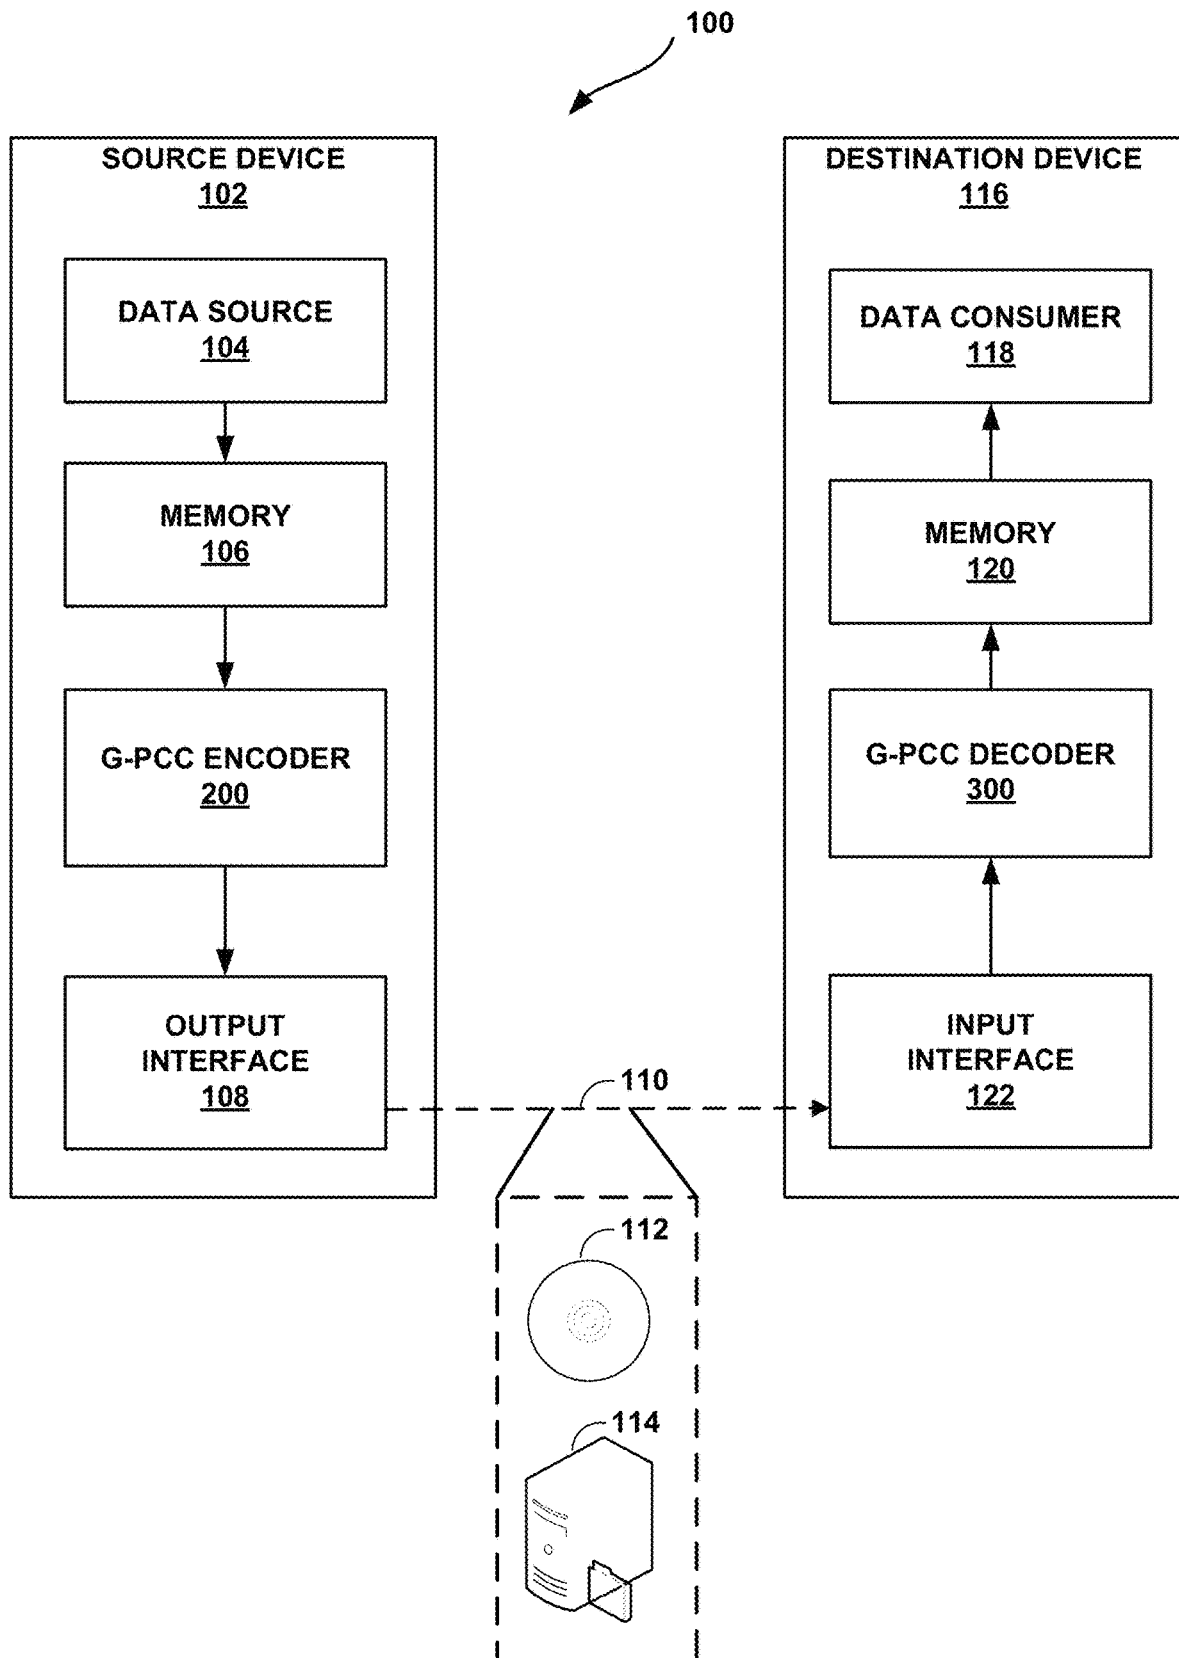 100
SOURCE DEVICE
102
DATA SOURCE
104
MEMORY
106
G-PCC ENCODER
200
OUTPUT
INTERFACE
108
DESTINATION DEVICE
116
DATA CONSUMER
118
MEMORY
120
G-PCC DECODER
300
INPUT
INTERFACE
122
110
112
114